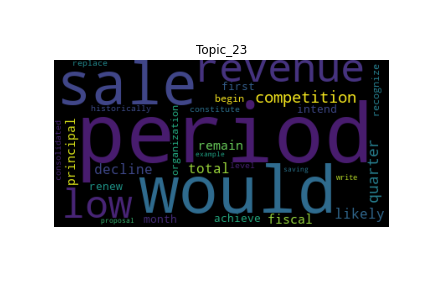 Topic_23
replace
sale
revenue
first
recognize
historically
begin
competition
constitute
intend
period
principal
consolidated
organization
remain
example
decline
total
level
saving
quarter
renew
would
write
low
month
proposal
achieve
fiscal
likely